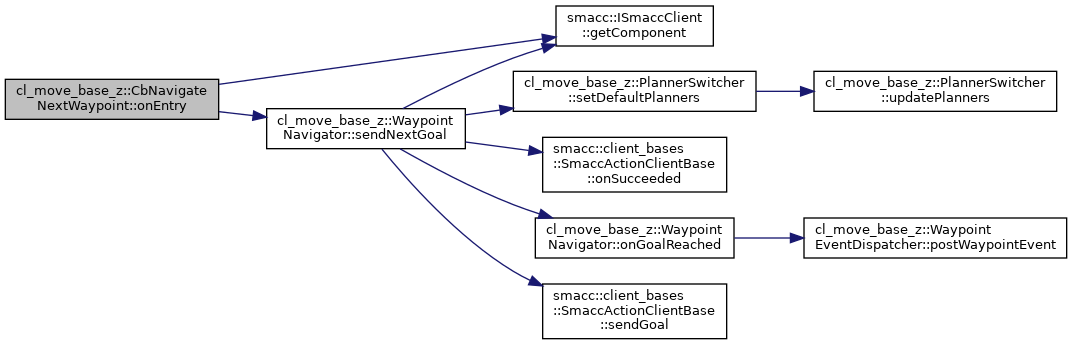 smacc::ISmaccClient
::getComponent
cl_move_base_z::CbNavigate
NextWaypoint::onEntry
cl_move_base_z::Waypoint
Navigator::sendNextGoal
cl_move_base_z::PlannerSwitcher
::setDefaultPlanners
cl_move_base_z::PlannerSwitcher
::updatePlanners
smacc::client_bases
::SmaccActionClientBase
::onSucceeded
cl_move_base_z::Waypoint
Navigator::onGoalReached
cl_move_base_z::Waypoint
EventDispatcher::postWaypointEvent
smacc::client_bases
::SmaccActionClientBase
::sendGoal